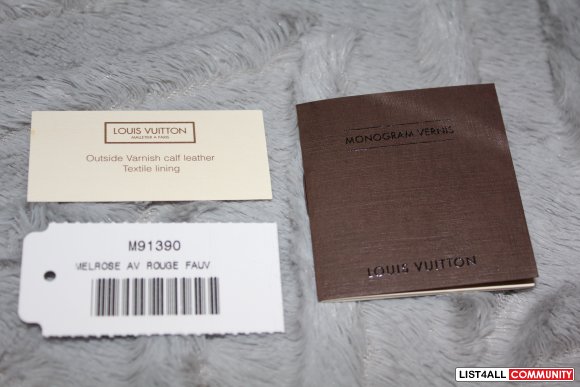 LOUIS VUITTON
MALLETIER A PARIS
Outside Varnish calf leather
Textile lining
M91390
MELROSE AV ROUGE FAUV
MONOGRAM VERNIS
LOUIS VUITTON
LIST4ALL COMMUNITY